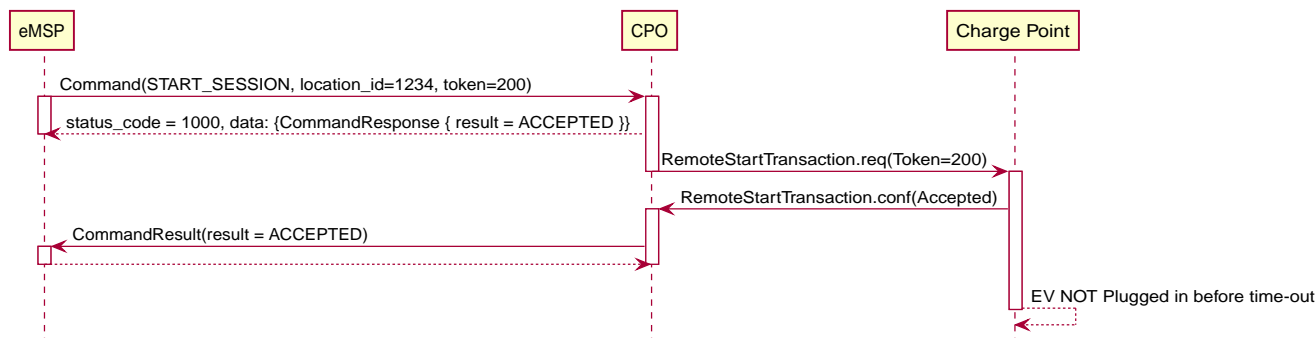 eMSP
CPO
Charge Point
Command(START_SESSION, location_id=1234, token=200)
status_code = 1000, data: {CommandResponse { result = ACCEPTED }}
RemoteStartTransaction.req(Token=200)
RemoteStartTransaction.conf(Accepted)
CommandResult(result = ACCEPTED)
EV NOT Plugged in before time-out